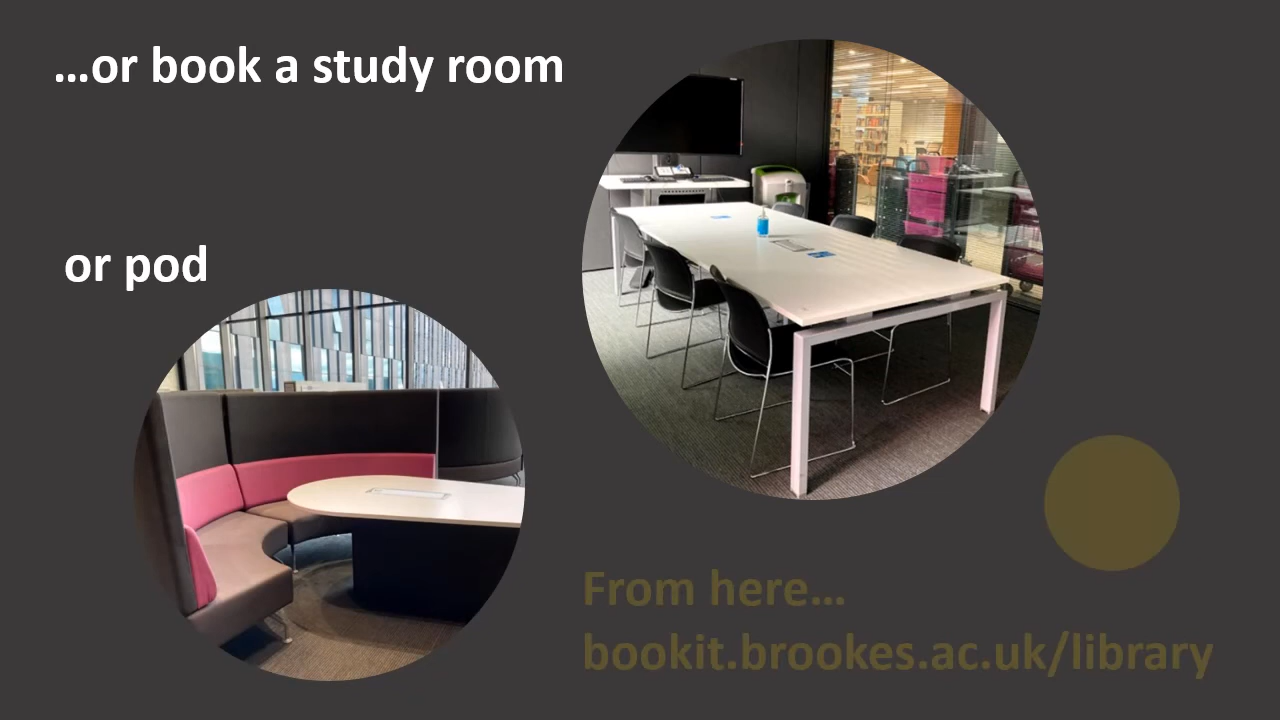 …or book a study room
or pod
From here…
bookit.brookes.ac.uk/library